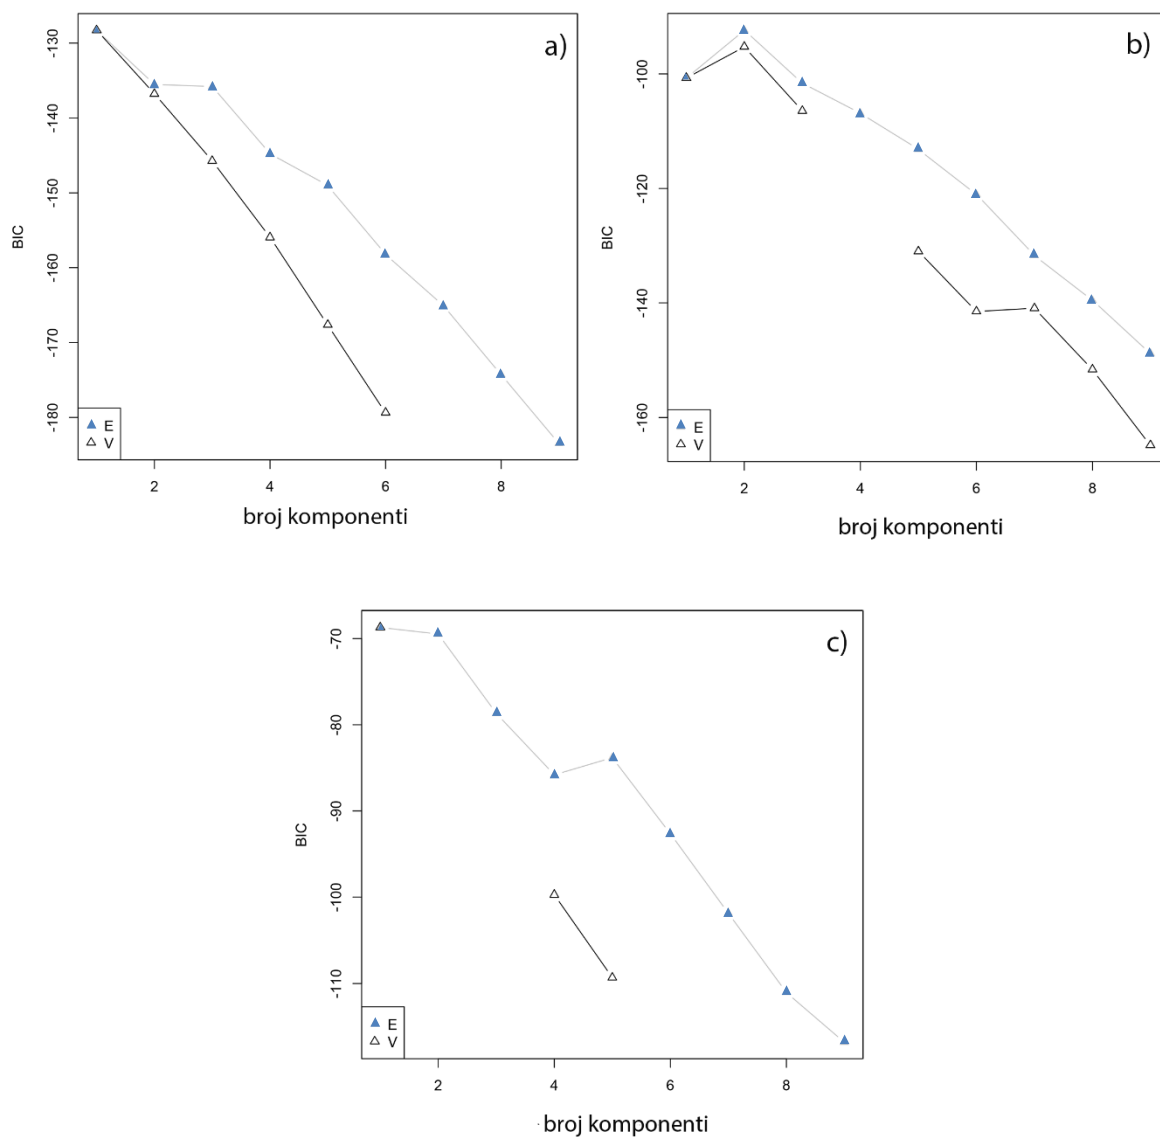 a)
BIC
-130
-140
-150
-160
-170
-180
E
V
2 4 6 8
broj komponenti
b)
BIC
-100
-120
-140
-160
E
V
2 4 6 8
broj komponenti
c)
BIC
-70
-80
-90
-100
-110
E
V
2 4 6 8
broj komponenti